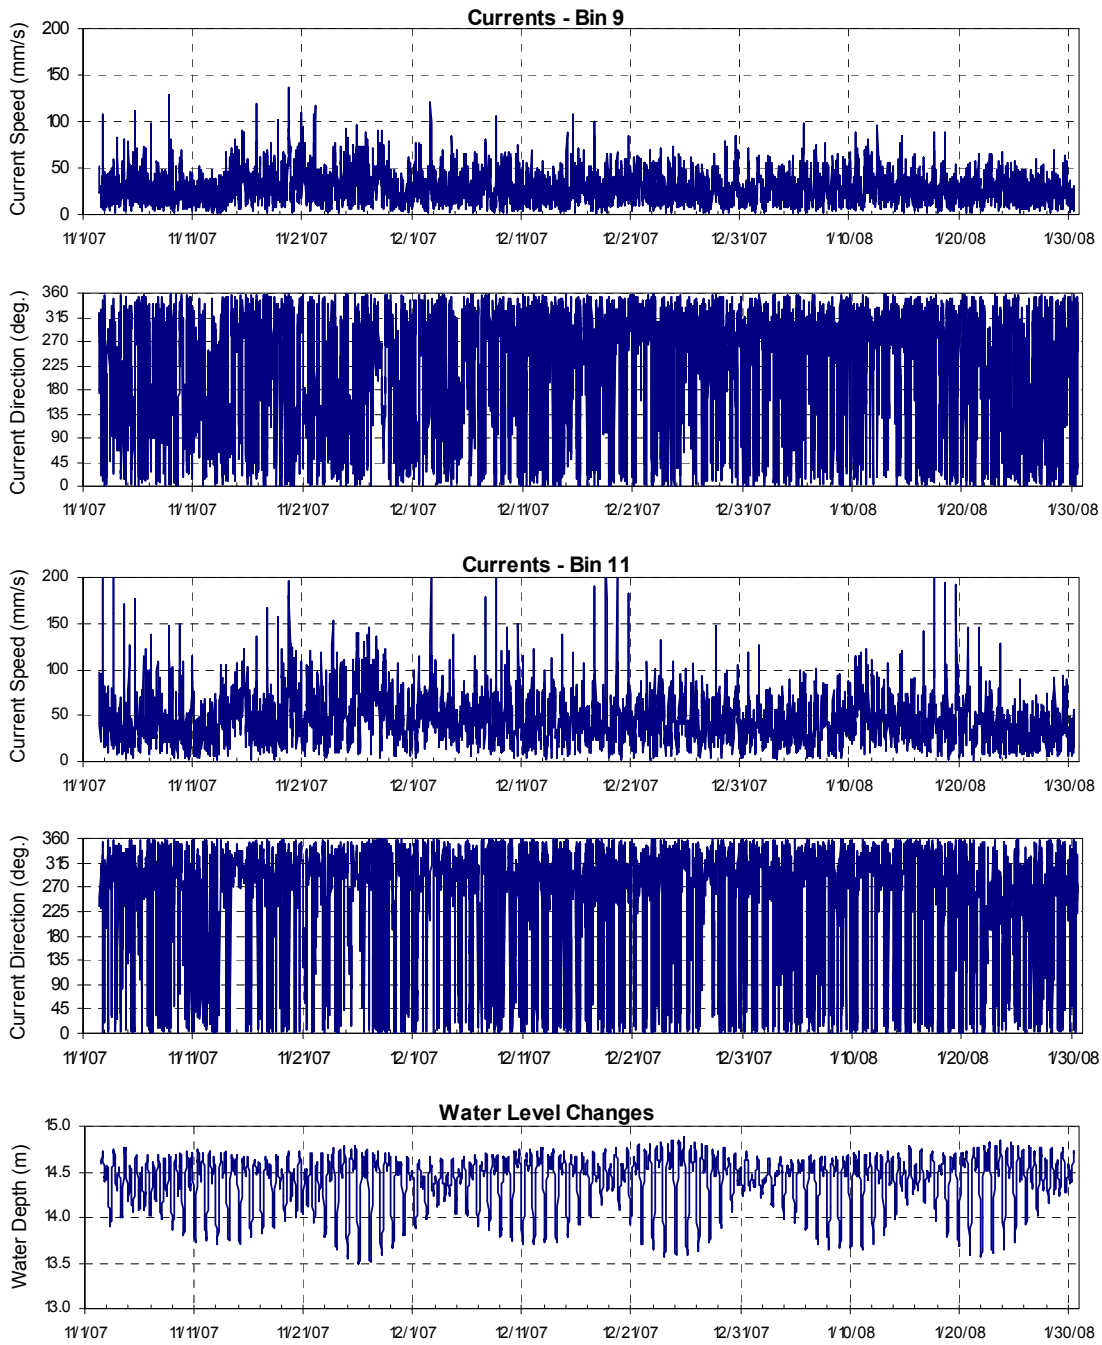 Currents - Bin 9
Current Speed (mm/s)
200
150
100
50
0
11/1/07 11/11/07 11/21/07 12/1/07 12/11/07 12/21/07 12/31/07 1/10/08 1/20/08 1/30/08
Current Direction (deg.)
360
315
270
225
180
135
90
45
0
11/1/07 11/11/07 11/21/07 12/1/07 12/11/07 12/21/07 12/31/07 1/10/08 1/20/08 1/30/08
Currents - Bin 11
Current Speed (mm/s)
200
150
100
50
0
11/1/07 11/11/07 11/21/07 12/1/07 12/11/07 12/21/07 12/31/07 1/10/08 1/20/08 1/30/08
Current Direction (deg.)
360
315
270
225
180
135
90
45
0
11/1/07 11/11/07 11/21/07 12/1/07 12/11/07 12/21/07 12/31/07 1/10/08 1/20/08 1/30/08
Water Level Changes
Water Depth (m)
15.0
14.5
14.0
13.5
13.0
11/1/07 11/11/07 11/21/07 12/1/07 12/11/07 12/21/07 12/31/07 1/10/08 1/20/08 1/30/08